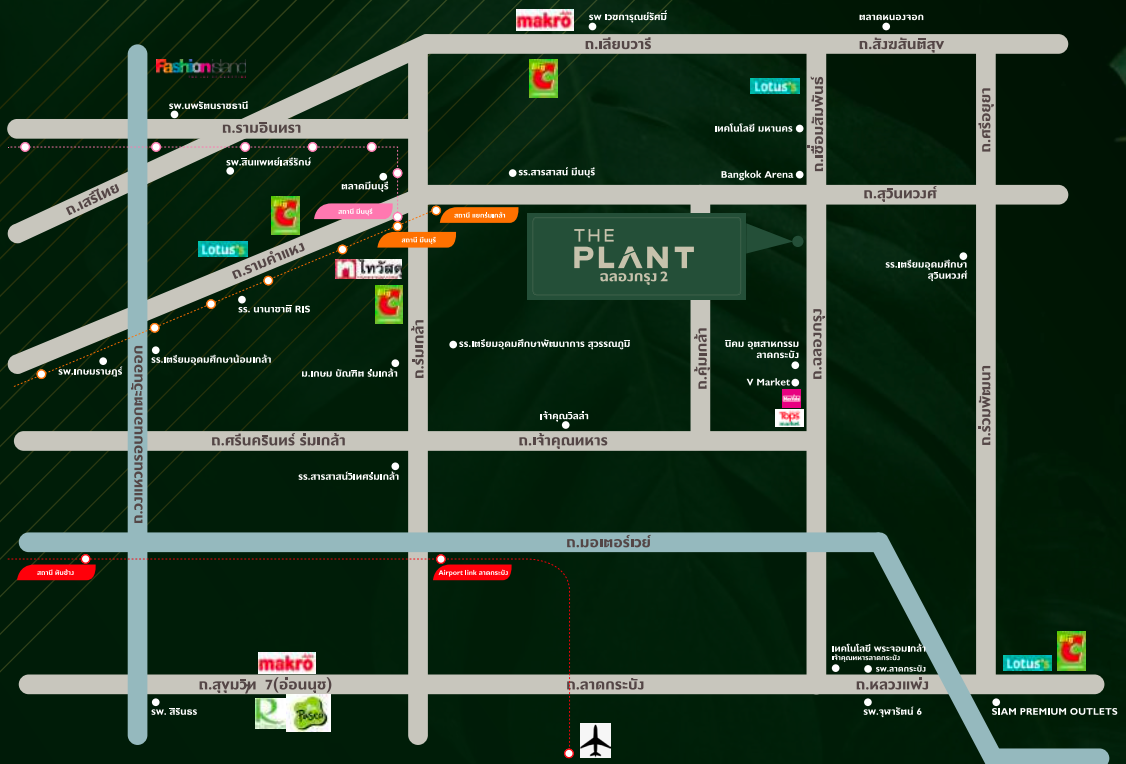 makro
รพ เวชการุณย์รัศมิ์
ตลาดหนองจอก
ถ.เลียบวารี
ถ.สังฆสันติสุข
Fashion Island
Big C
Lotus's
รพ.นพรัตนราชธานี
ถ.รามอินทรา
เทคโนโลยี มหานคร
ถ.เชื่อมสัมพันธ์
ถ.ศรีอยุธยา
รพ.สินแพทย์เสรีรักษ์
ตลาดมีนบุรี
รร.สารสาสน์ มีนบุรี
Bangkok Arena
ถ.เสรีไทย
ถ.สุวินทวงศ์
Big C
สถานี มีนบุรี
สถานี แยกร่มเกล้า
สถานี มีนบุรี
THE
PLANT
ฉลองกรุง 2
Lotus's
ถ.รามคำแหง
ไทวัสดุ
Big C
รร.เตรียมอุดมศึกษา
สุวินทวงศ์
รร. นานาชาติ RIS
ถ.ร่มเกล้า
ถ.คุ้มเกล้า
ถ.ฉลองกรุง
รพ.เกษมราษฎร์
รร.เตรียมอุดมศึกษาน้อมเกล้า
ม.เกษม บัณฑิต ร่มเกล้า
รร.เตรียมอุดมศึกษาพัฒนาการ สุวรรณภูมิ
นิคม อุตสาหกรรม
ลาดกระบัง
V Market
Tops
ถ.วงแหวนรอบนอกตะวันออก
ถ.ร่วมพัฒนา
เจ้าคุณวิลล่า
ถ.ศรีนครินทร์ ร่มเกล้า
ถ.เจ้าคุณทหาร
รร.สารสาสน์วิเทศร่มเกล้า
ถ.มอเตอร์เวย์
สถานี ทับช้าง
Airport link ลาดกระบัง
makro
ถ.สุขุมวิท 7(อ่อนนุช)
ถ.ลาดกระบัง
เทคโนโลยี พระจอมเกล้า
เจ้าคุณทหารลาดกระบัง
รพ.ลาดกระบัง
ถ.หลวงแพ่ง
Lotus's
Big C
รพ. สิรินธร
Paseo
รพ.จุฬารัตน์ 6
SIAM PREMIUM OUTLETS